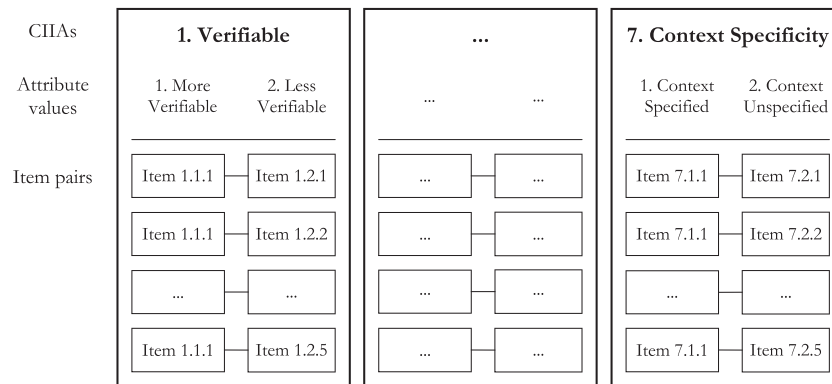 CIIAs 1. Verifiable ... 7. Context Specificity
Attribute values
1. More Verifiable 2. Less Verifiable ... ... 1. Context Specified 2. Context Unspecified
Item pairs Item 1.1.1 Item 1.2.1 ... ... Item 7.1.1 Item 7.2.1
Item 1.1.1 Item 1.2.2 ... ... Item 7.1.1 Item 7.2.2
... ... ... ... ... ...
Item 1.1.1 Item 1.2.5 ... ... Item 7.1.1 Item 7.2.5